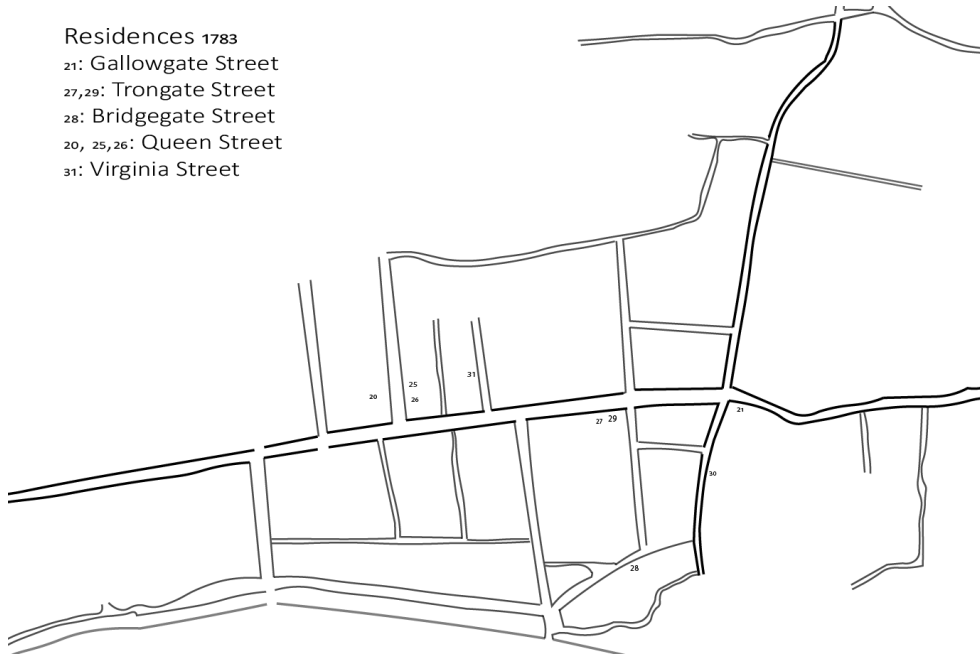 Residences 1783
21: Gallowgate Street
27,29: Trongate Street
28: Bridgegate Street
20, 25,26: Queen Street
31: Virginia Street
31
25
20
26
21
27 29
30
28